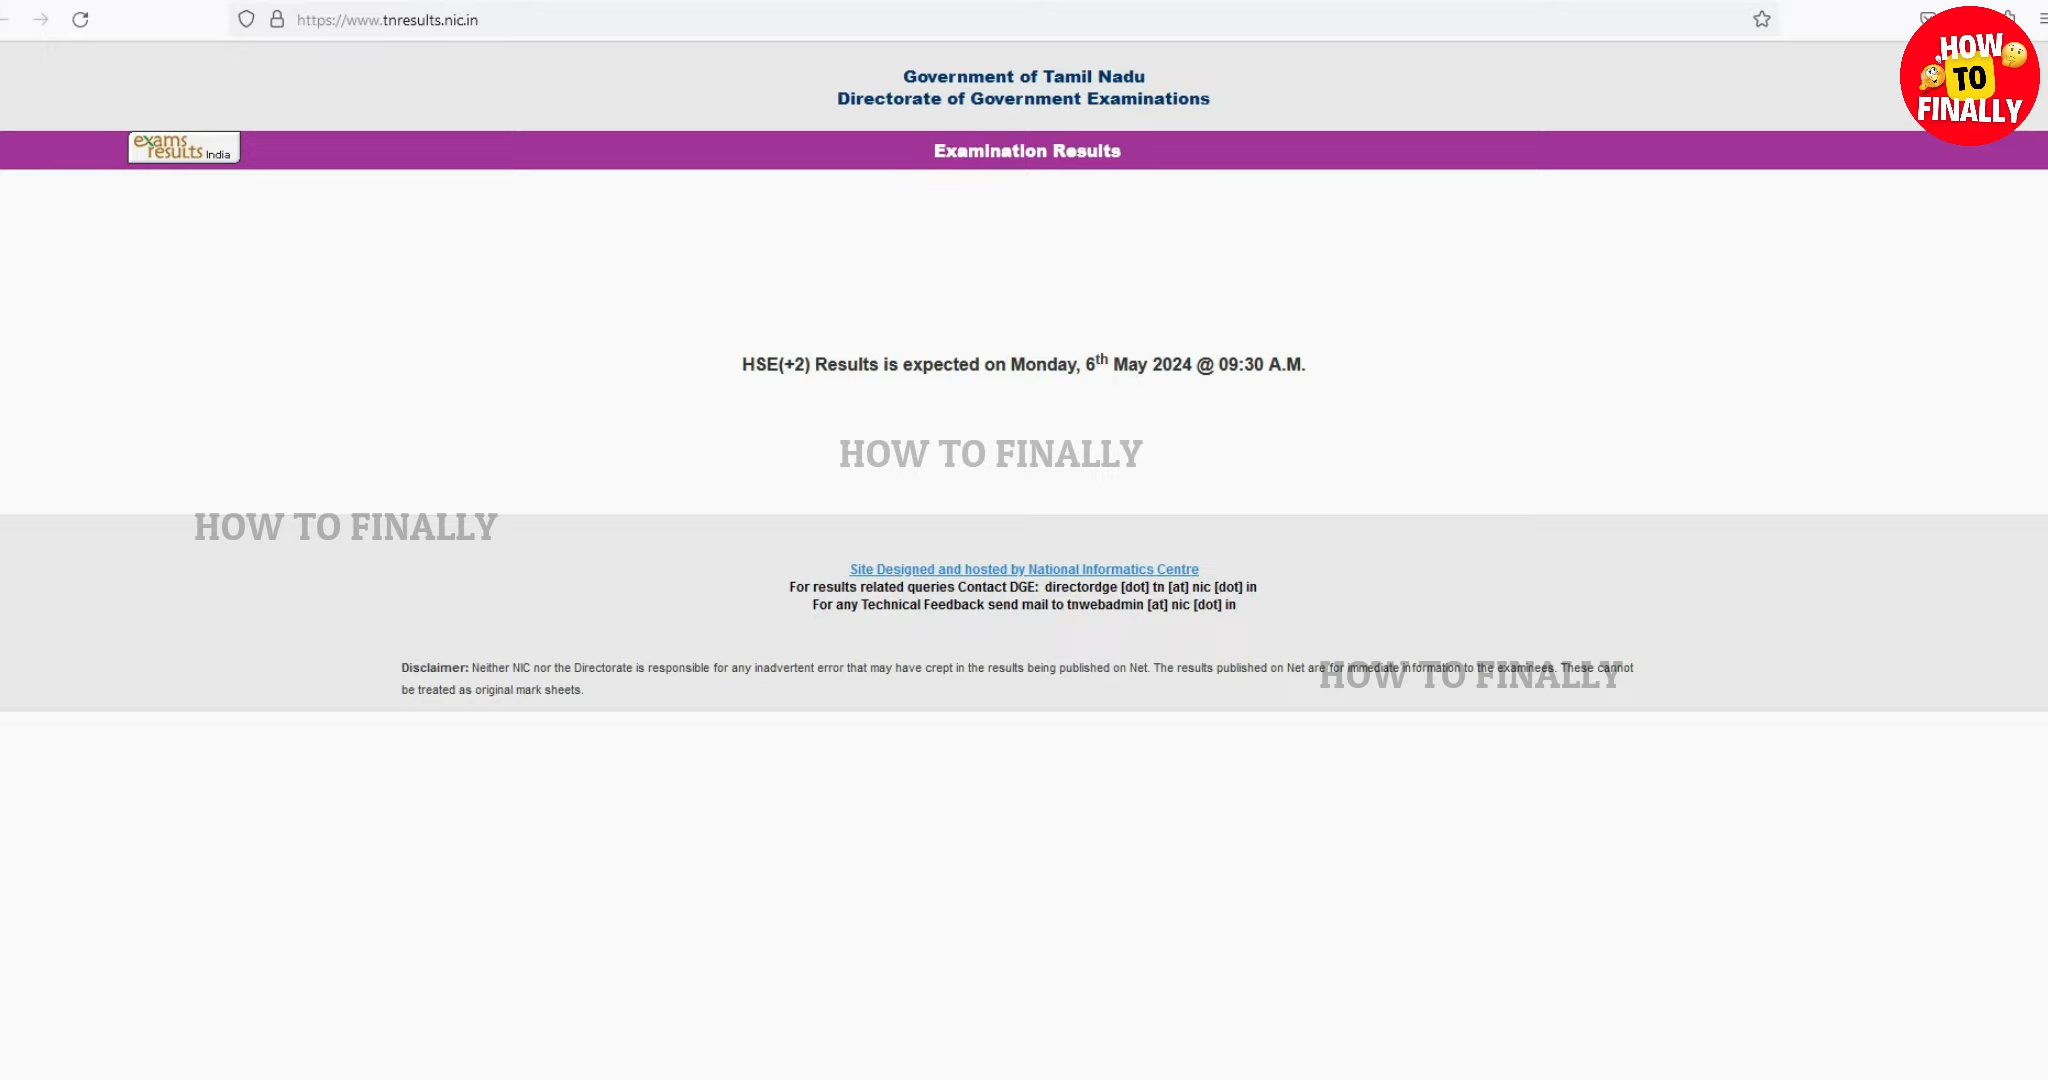 https://www.tnresults.nic.in
HOW
TO
FINALLY
Government of Tamil Nadu
Directorate of Government Examinations
exams
results India
Examination Results
HSE(+2) Results is expected on Monday, 6th May 2024 @ 09:30 A.M.
HOW TO FINALLY
HOW TO FINALLY
Site Designed and hosted by National Informatics Centre
For results related queries Contact DGE: directordge [dot] tn [at] nic [dot] in
For any Technical Feedback send mail to tnwebadmin [at] nic [dot] in
Disclaimer: Neither NIC nor the Directorate is responsible for any inadvertent error that may have crept in the results being published on Net. The results published on Net are for immediate information to the examinees. These cannot
be treated as original mark sheets.
HOW TO FINALLY